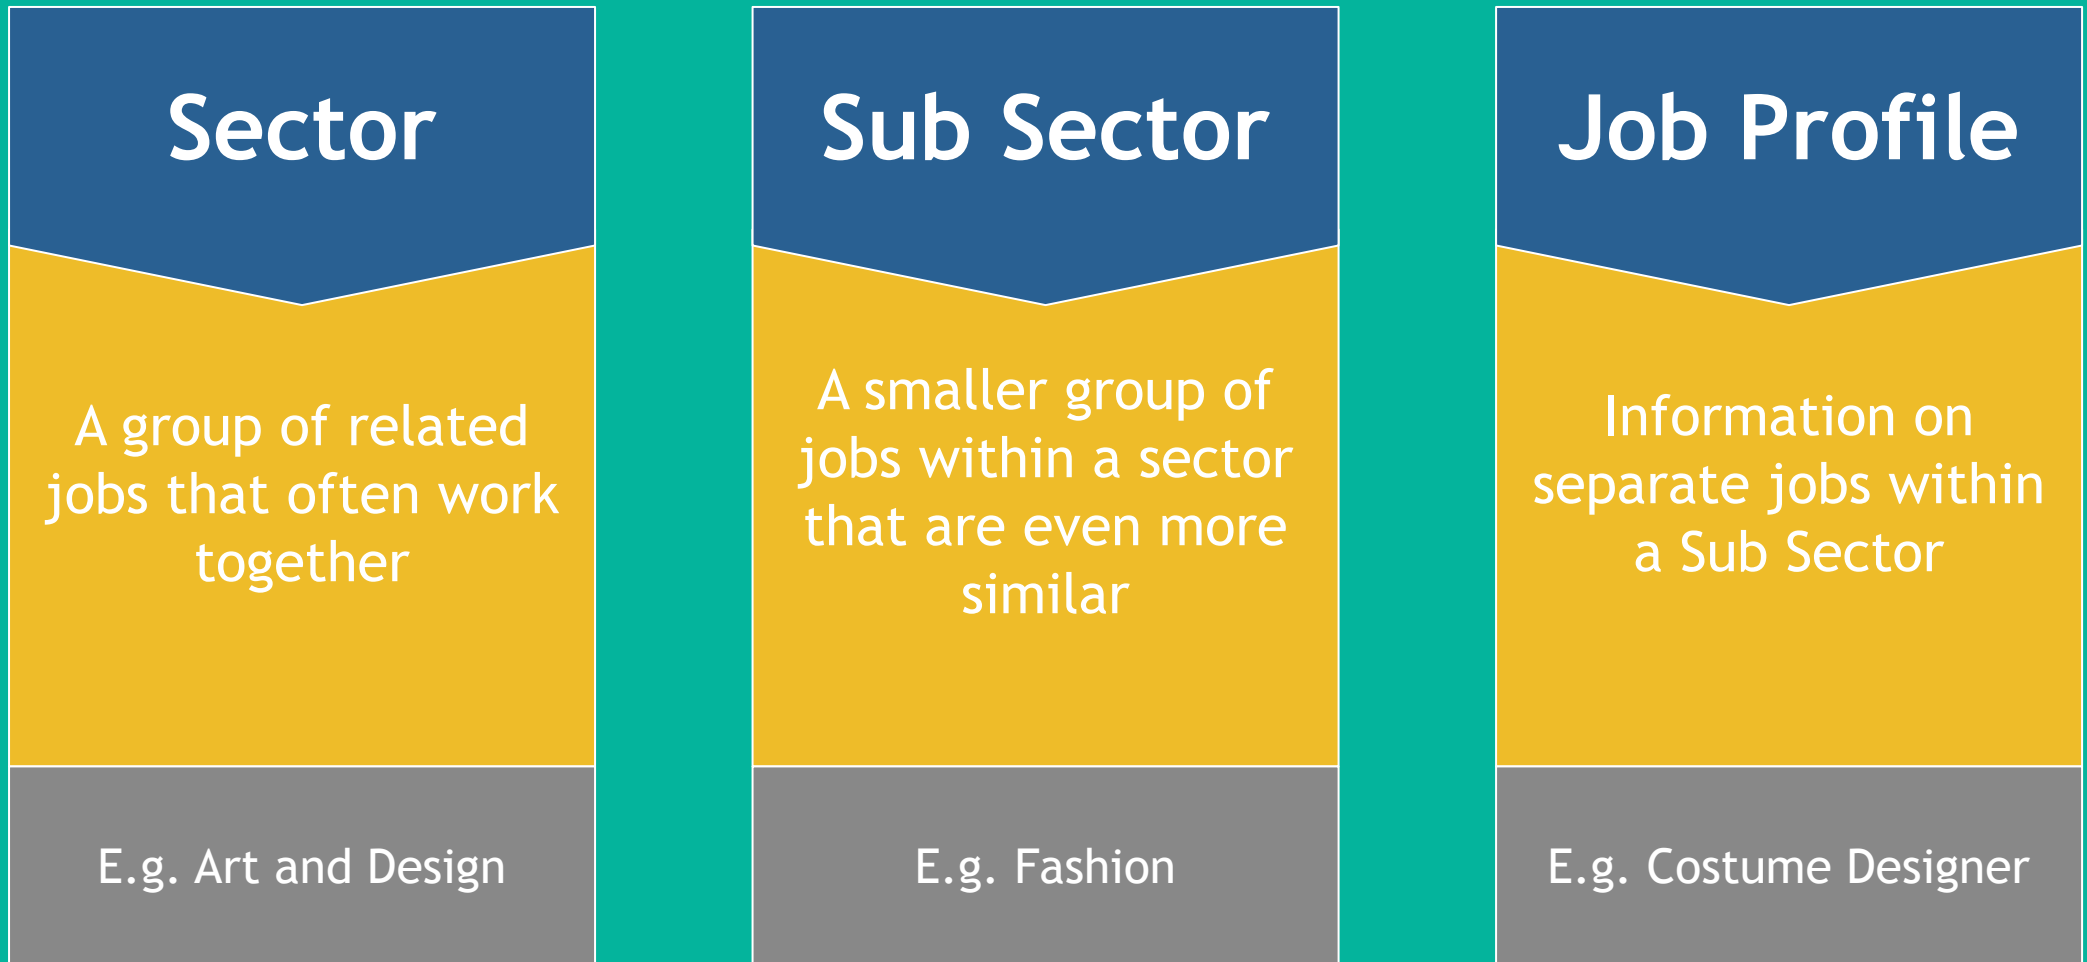 Sector
A group of related
jobs that often work
together
E.g. Art and Design
Sub Sector
A smaller group of
jobs within a sector
that are even more
similar
E.g. Fashion
Job Profile
Information on
separate jobs within
a Sub Sector
E.g. Costume Designer